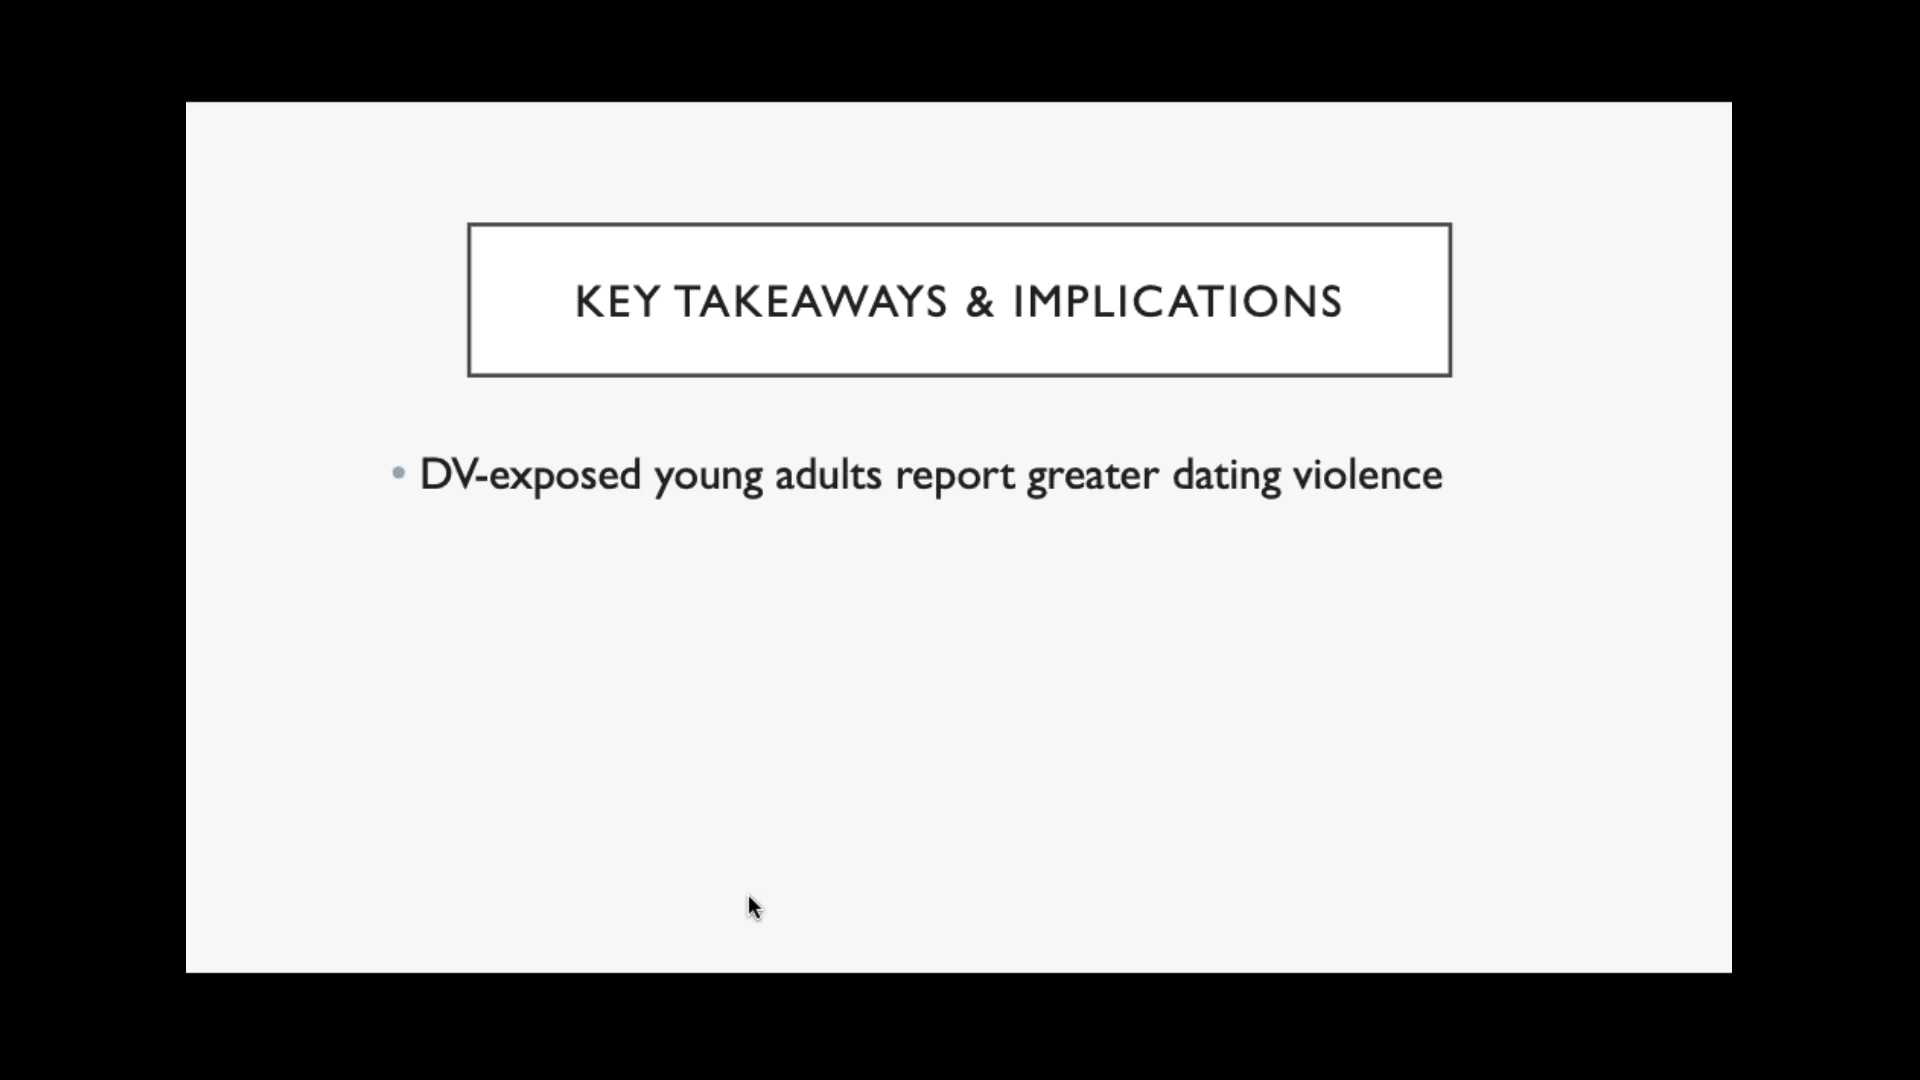 KEY TAKEAWAYS & IMPLICATIONS
• DV-exposed young adults report greater dating violence